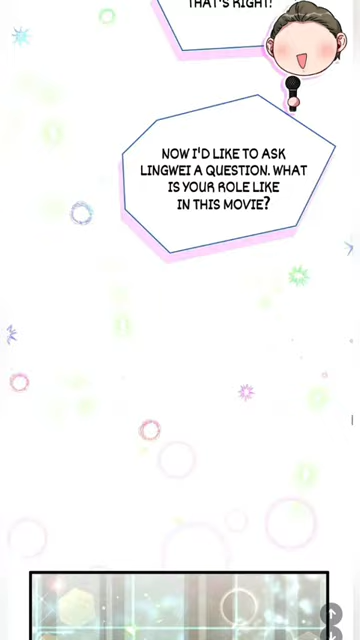 THAT'S RIGHT!
NOW I'D LIKE TO ASK
LINGWEI A QUESTION. WHAT
IS YOUR ROLE LIKE
IN THIS MOVIE?